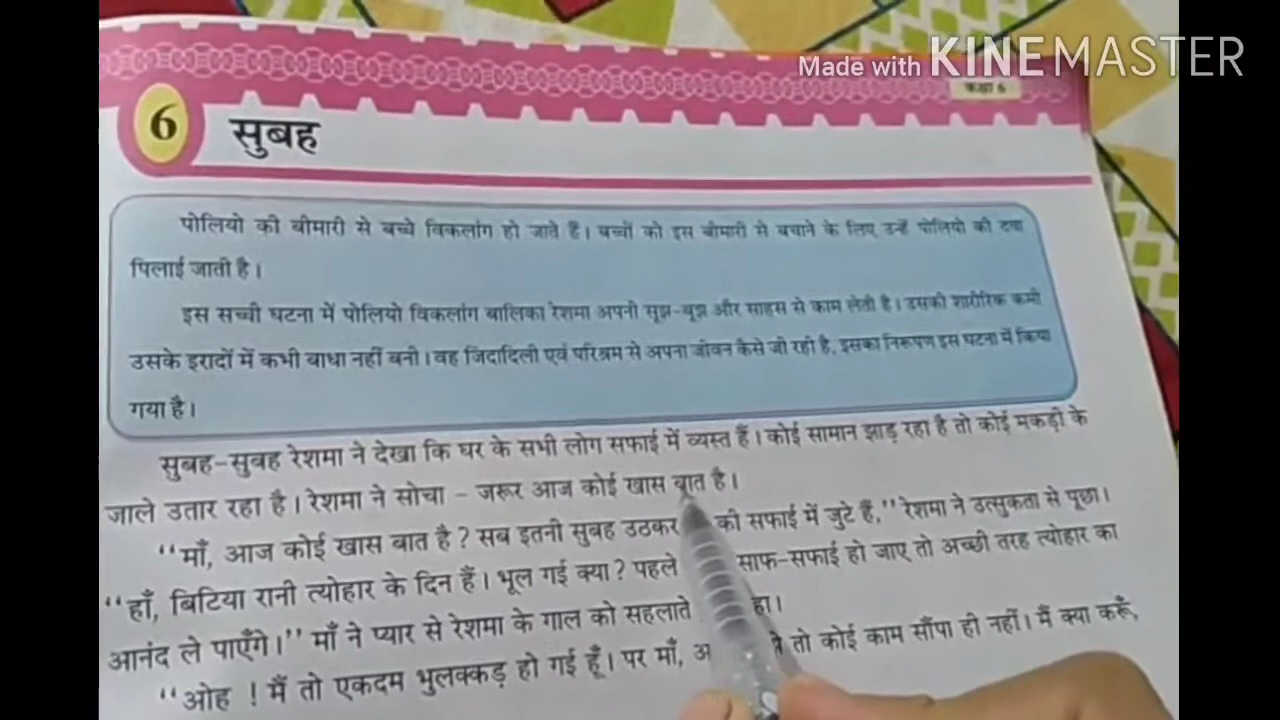 Made with KINEMASTER
कक्षा 6
6 सुबह
पोलियो की बीमारी से बच्चे विकलांग हो जाते हैं। बच्चों को इस बीमारी से बचाने के लिए उन्हें पोलियो की दवा
पिलाई जाती है।
इस सच्ची घटना में पोलियो विकलांग बालिका रेशमा अपनी सूझ-बूझ और साहस से काम लेती है। उसकी शारीरिक कमी
उसके इरादों में कभी बाधा नहीं बनी। वह जिंदादिली एवं परिश्रम से अपना जीवन कैसे जी रही है, इसका निरूपण इस घटना में किया
गया है।
सुबह-सुबह रेशमा ने देखा कि घर के सभी लोग सफाई में व्यस्त हैं। कोई सामान झाड़ रहा है तो कोई मकड़ी के
जाले उतार रहा है। रेशमा ने सोचा - जरूर आज कोई खास बात है।
“माँ, आज कोई खास बात है? सब इतनी सुबह उठकर की सफाई में जुटे हैं,” रेशमा ने उत्सुकता से पूछा।
“हाँ, बिटिया रानी त्योहार के दिन हैं। भूल गई क्या? पहले साफ-सफाई हो जाए तो अच्छी तरह त्योहार का
आनंद ले पाएँगे।” माँ ने प्यार से रेशमा के गाल को सहलाते
“ओह ! मैं तो एकदम भुलक्कड़ हो गई हूँ। पर माँ, तो कोई काम सौंपा ही नहीं। मैं क्या करूँ,